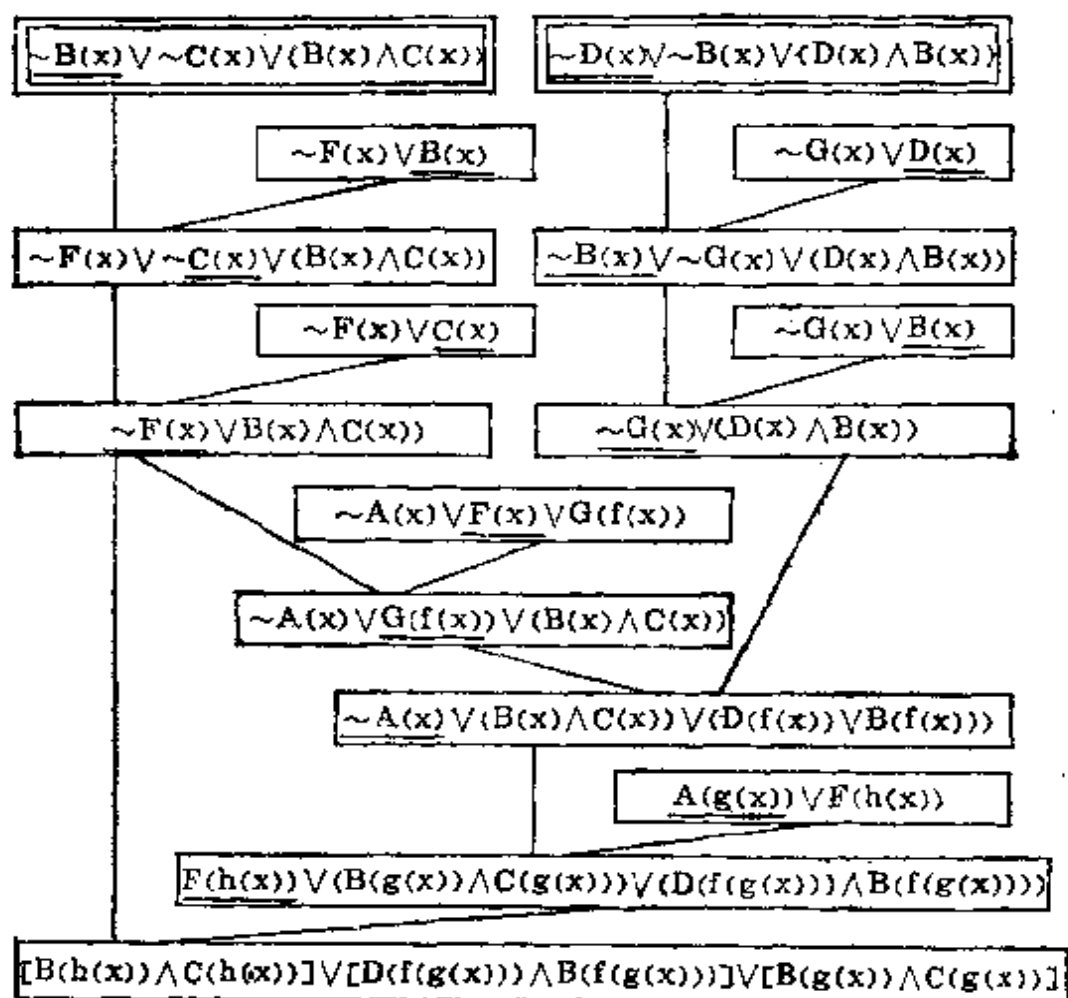 ~B(x)∨~C(x)∨(B(x)∧C(x))
~D(x)∨~B(x)∨(D(x)∧B(x))
~F(x)∨B(x)
~G(x)∨D(x)
~F(x)∨~C(x)∨(B(x)∧C(x))
~B(x)∨~G(x)∨(D(x)∧B(x))
~F(x)∨C(x)
~G(x)∨B(x)
~F(x)∨B(x)∧C(x))
~G(x)∨(D(x)∧B(x))
~A(x)∨F(x)∨G(f(x))
~A(x)∨G(f(x))∨(B(x)∧C(x))
~A(x)∨(B(x)∧C(x))∨(D(f(x))∨B(f(x)))
A(g(x))∨F(h(x))
F(h(x))∨(B(g(x))∧C(g(x)))∨(D(f(g(x)))∧B(f(g(x))))
[B(h(x))∧C(h(x))]∨[D(f(g(x)))∧B(f(g(x)))]∨[B(g(x))∧C(g(x))]